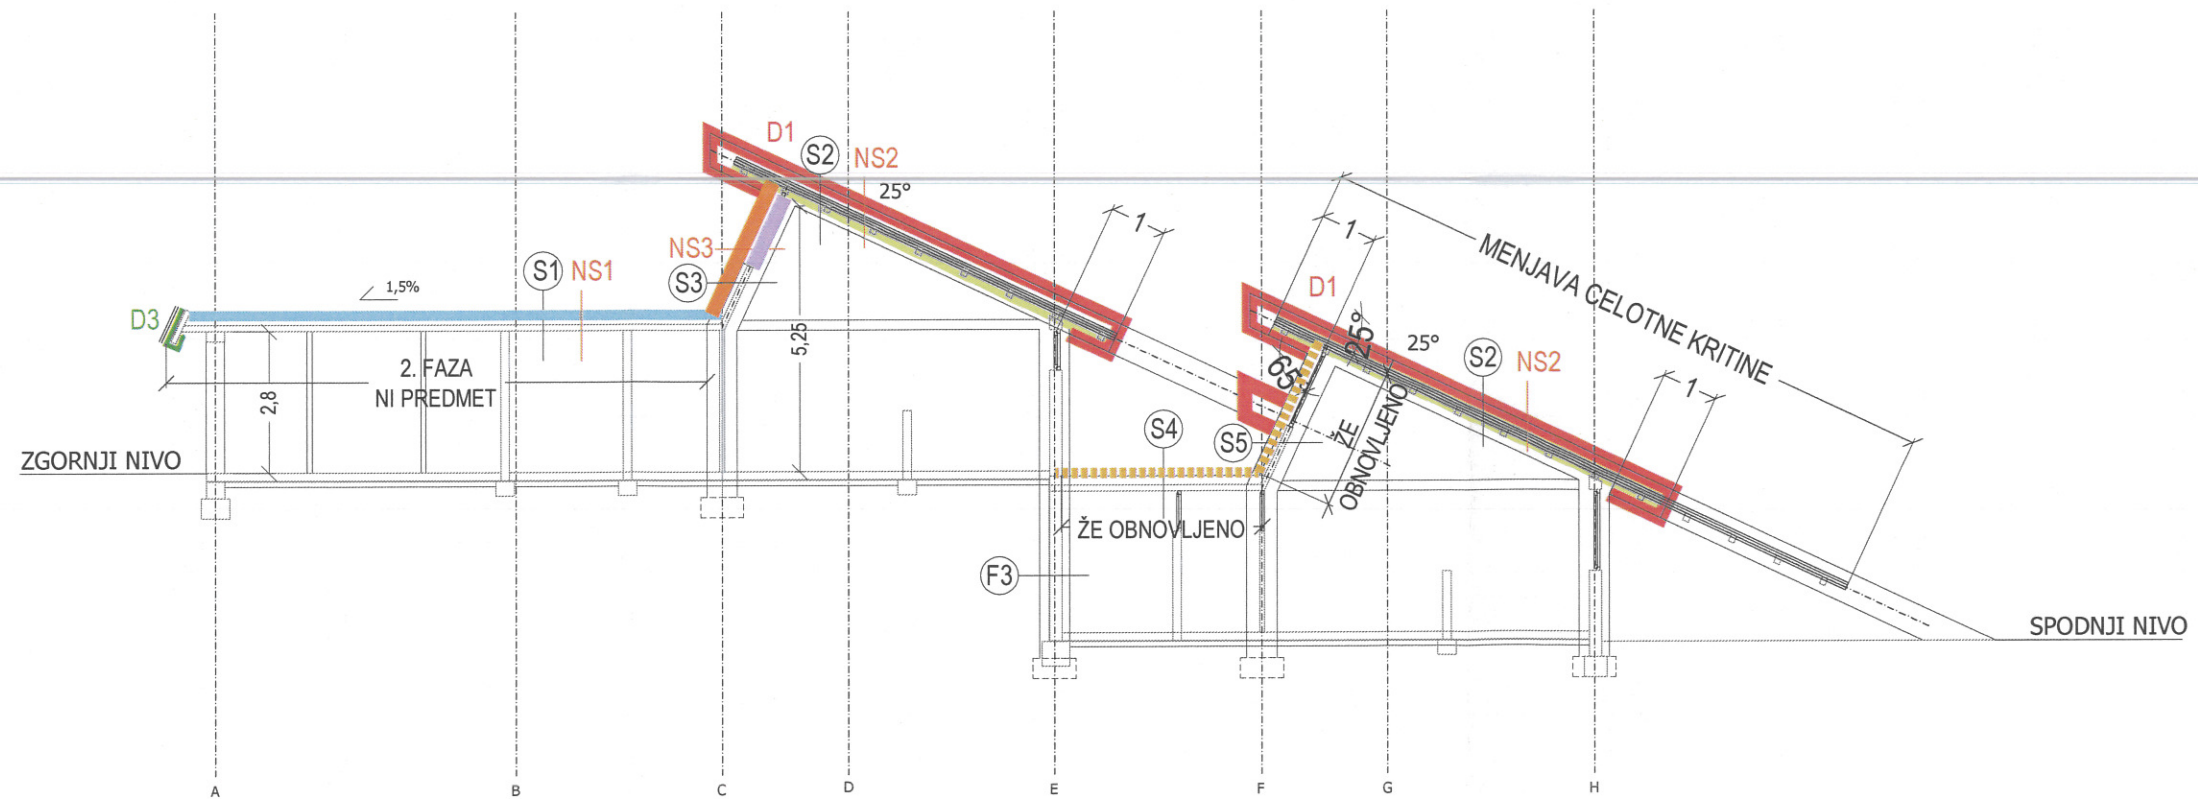 D1
S2
NS2
25°
1
1
MENJAVA CELOTNE KRITINE
NS3
S3
S1
NS1
1,5%
D3
D1
5,25
25°
25°
65°
S2
NS2
1
2. FAZA
NI PREDMET
2,8
ŽE
OBNOVLJENO
S4
S5
ZGORNJI NIVO
ŽE OBNOVLJENO
F3
SPODNJI NIVO
A
B
C
D
E
F
G
H